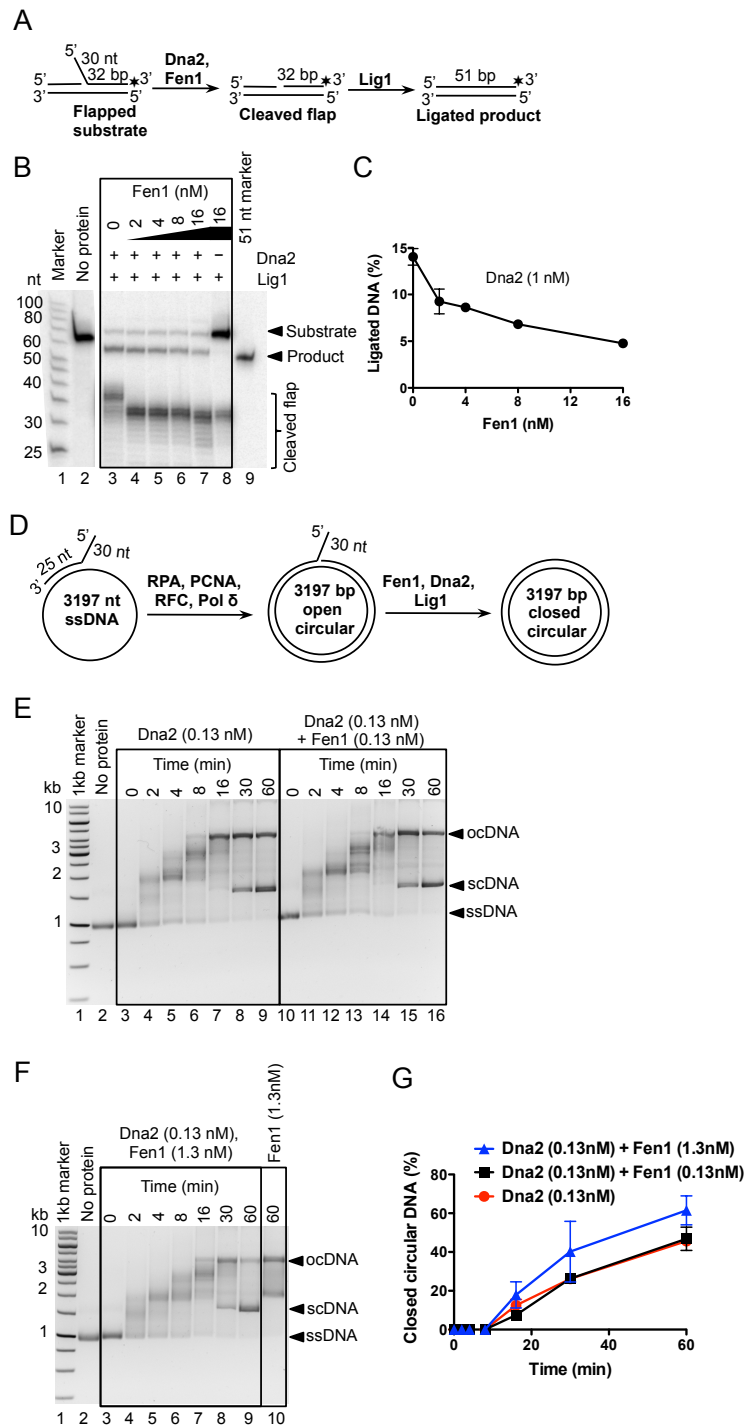 A
5' 30 nt 32 bp 3'
3' 5'
Flapped
substrate
Dna2,
Fen1
5' 32 bp 3'
3' 5'
Cleaved flap
Lig1
5' 51 bp 3'
3' 5'
Ligated product
B
Fen1 (nM)
Marker
No protein
0 2 4 8 16 16
51 nt marker
+ + + + + − Dna2
+ + + + + + Lig1
nt
100
80
60
50
40
30
25
Substrate
Product
Cleaved flap
1 2 3 4 5 6 7 8 9
C
Dna2 (1 nM)
Ligated DNA (%)
15
10
5
0
0 4 8 12 16
Fen1 (nM)
D
5'
25 nt
30 nt
3'
3197 nt
ssDNA
RPA, PCNA,
RFC, Pol δ
5'
30 nt
3197 bp
open
circular
Fen1, Dna2,
Lig1
3197 bp
closed
circular
E
1kb marker
No protein
Dna2 (0.13 nM)
Dna2 (0.13 nM)
+ Fen1 (0.13 nM)
Time (min)
Time (min)
0 2 4 8 16 30 60 0 2 4 8 16 30 60
kb
10
3
2
1
ocDNA
scDNA
ssDNA
1 2 3 4 5 6 7 8 9 10 11 12 13 14 15 16
F
1kb marker
No protein
Dna2 (0.13 nM),
Fen1 (1.3 nM)
Fen1 (1.3nM)
Time (min)
0 2 4 8 16 30 60 60
kb
10
3
2
1
ocDNA
scDNA
ssDNA
1 2 3 4 5 6 7 8 9 10
G
Dna2 (0.13nM) + Fen1 (1.3nM)
Dna2 (0.13nM) + Fen1 (0.13nM)
Dna2 (0.13nM)
Closed circular DNA (%)
80
60
40
20
0
0 20 40 60
Time (min)